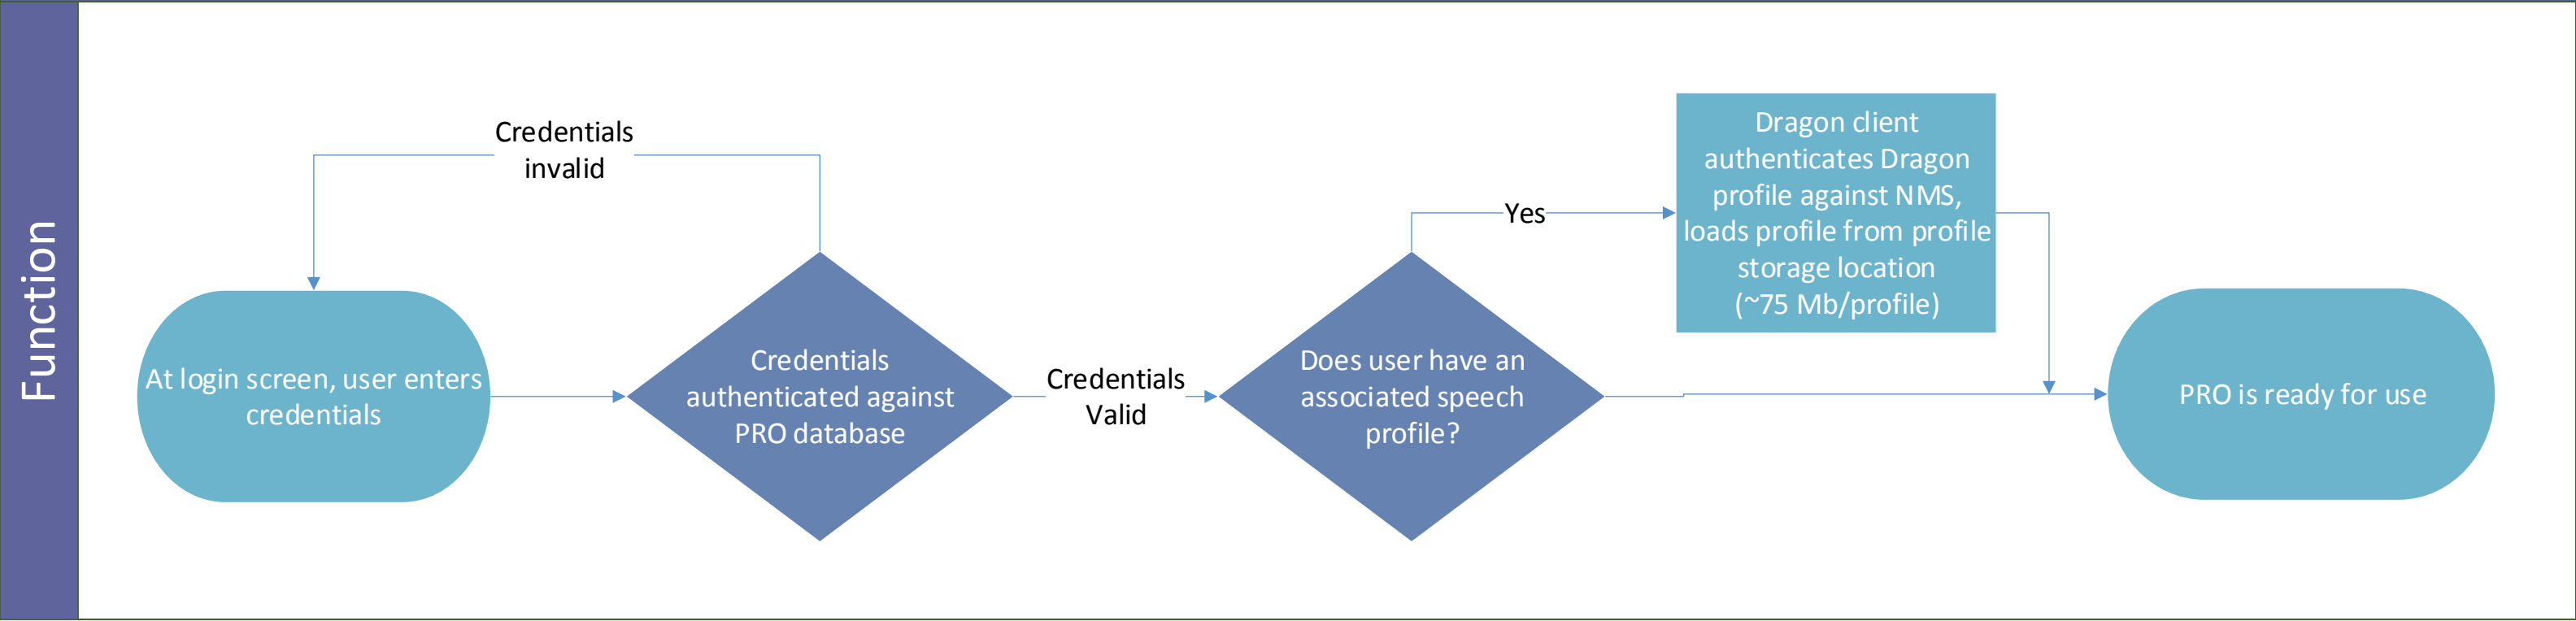 Function
Credentials
invalid
At login screen, user enters
credentials
Credentials
authenticated against
PRO database
Credentials
Valid
Does user have an
associated speech
profile?
Yes
Dragon client
authenticates Dragon
profile against NMS,
loads profile from profile
storage location
(~75 Mb/profile)
PRO is ready for use